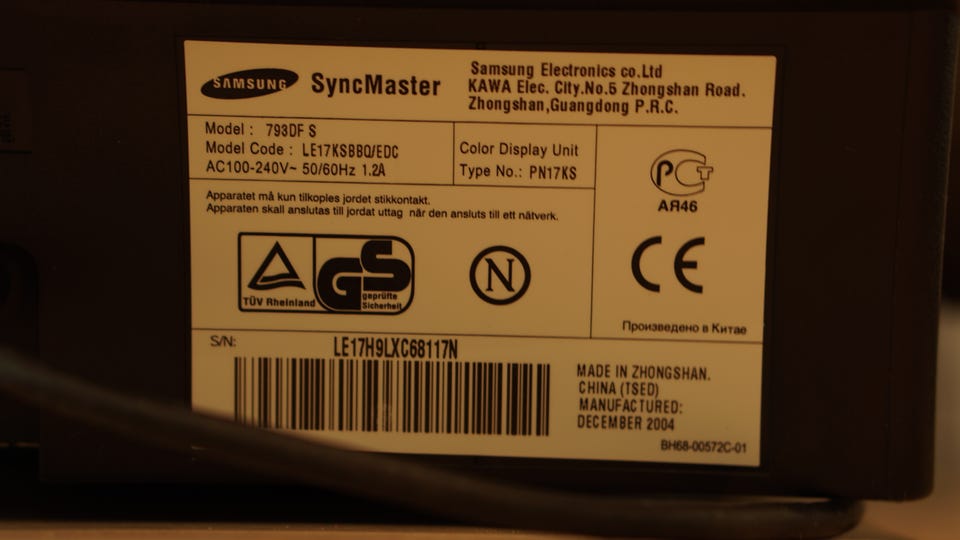 SAMSUNG SyncMaster
Samsung Electronics co.Ltd
KAWA Elec. City.No.5 Zhongshan Road.
Zhongshan,Guangdong P.R.C.
Model : 793DF S
Model Code : LE17KSBBQ/EDC
AC100-240V~ 50/60Hz 1.2A
Color Display Unit
Type No.: PN17KS
Apparatet må kun tilkoples jordet stikkontakt.
Apparaten skall anslutas till jordat uttag när den ansluts till ett nätverk.
TÜV Rheinland
GS
geprüfte
Sicherheit
N
РСТ
АЯ46
CE
Произведено в Китае
S/N:
LE17H9LXC68117N
MADE IN ZHONGSHAN.
CHINA (TSED)
MANUFACTURED:
DECEMBER 2004
BH68-00572C-01